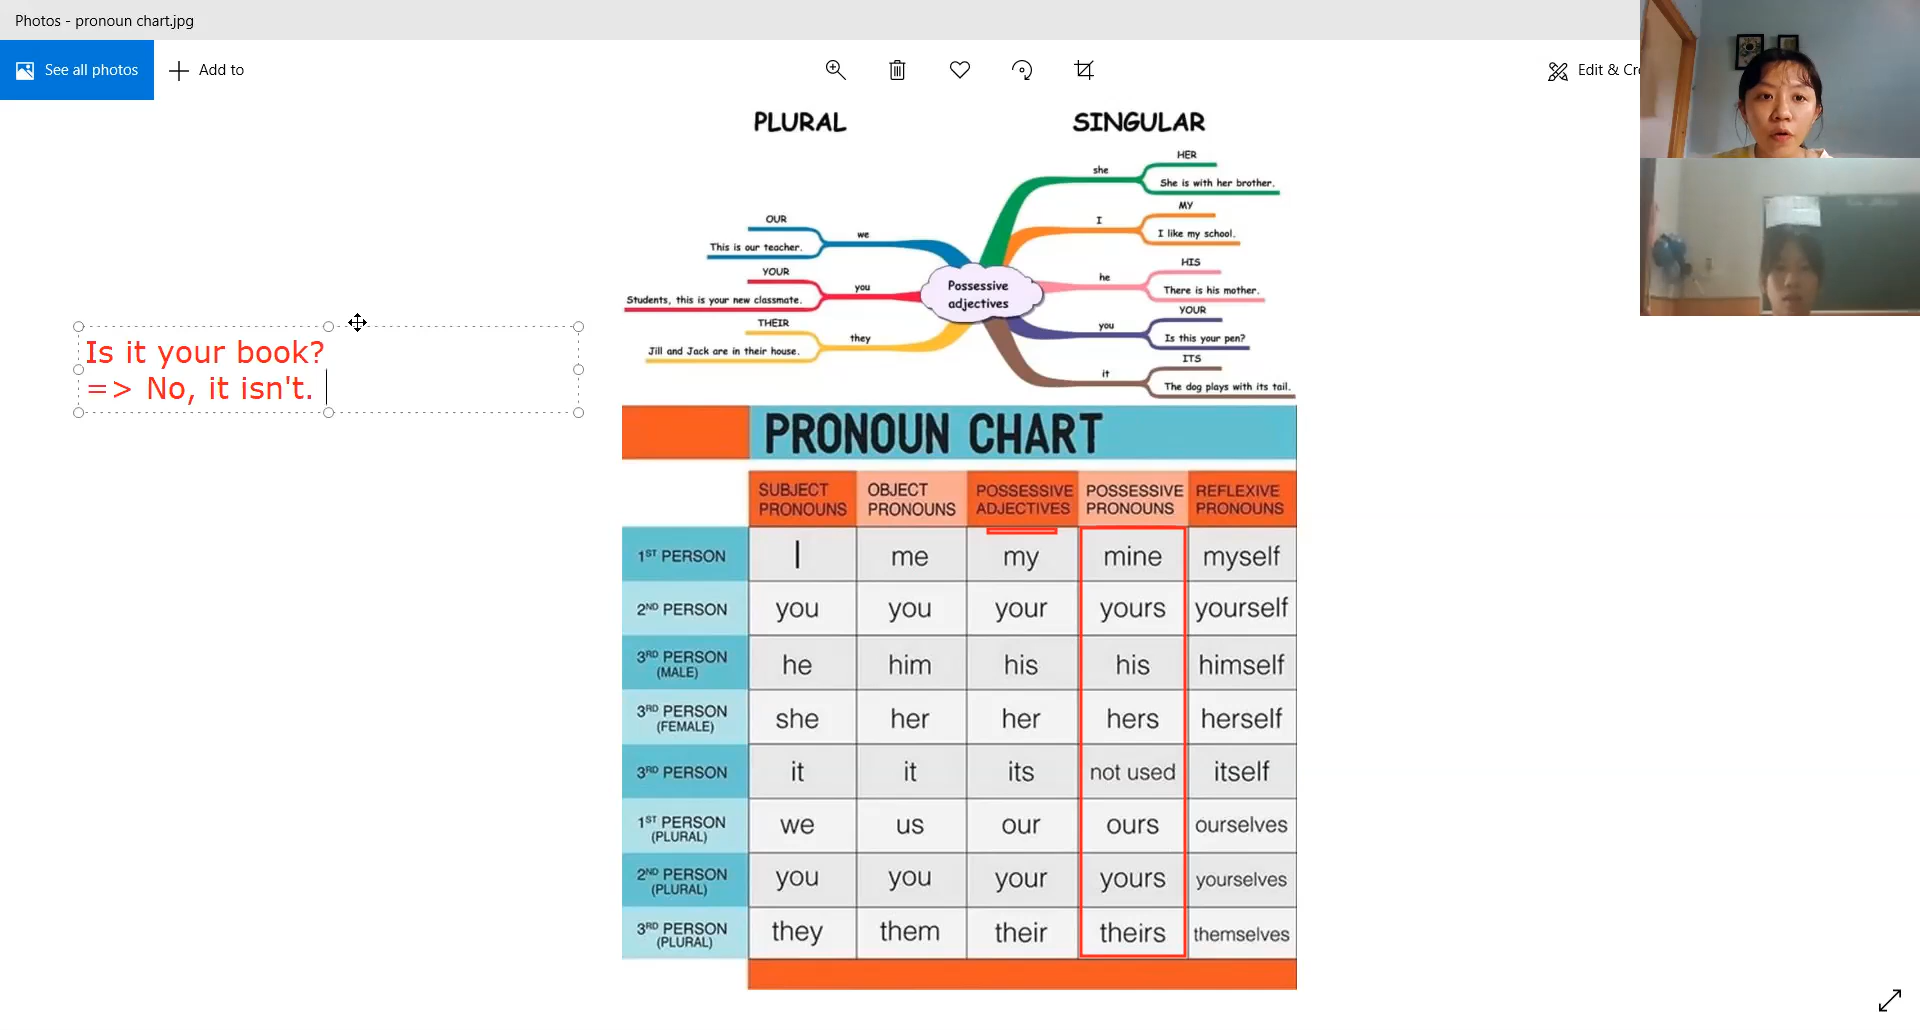 Photos - pronoun chart.jpg
See all photos
Add to
Edit & Cre
PLURAL
SINGULAR
she
HER
She is with her brother.
I
MY
I like my school.
he
HIS
There is his mother.
you
YOUR
Is this your pen?
it
ITS
The dog plays with its tail.
OUR
we
This is our teacher.
YOUR
you
Students, this is your new classmate.
THEIR
they
Jill and Jack are in their house.
Possessive
adjectives
Is it your book?
=> No, it isn't.
PRONOUN CHART
SUBJECT PRONOUNS OBJECT PRONOUNS POSSESSIVE ADJECTIVES POSSESSIVE PRONOUNS REFLEXIVE PRONOUNS
1ST PERSON I me my mine myself
2ND PERSON you you your yours yourself
3RD PERSON (MALE) he him his his himself
3RD PERSON (FEMALE) she her her hers herself
3RD PERSON it it its not used itself
1ST PERSON (PLURAL) we us our ours ourselves
2ND PERSON (PLURAL) you you your yours yourselves
3RD PERSON (PLURAL) they them their theirs themselves